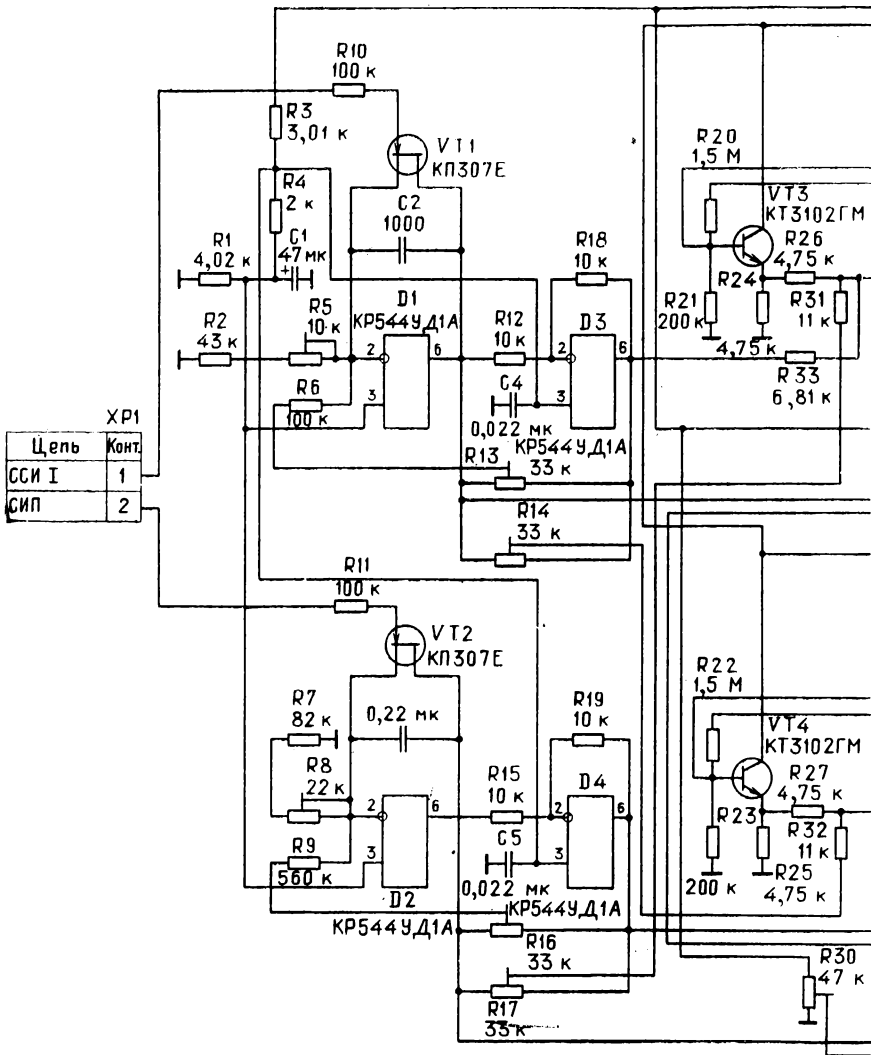 R10
100 к
R3
3,01 к
VT1
КП307Е
R20
1,5 М
R4
2 к
C2
1000
VT3
КТ3102ГМ
R1
4,02 к
C1
47 мк
+
R18
10 к
R26
4,75 к
R24
R5
10 к
D1
КР544УД1А
R12
10 к
D3
R21
200 к
R31
11 к
R2
43 к
2
6
2
6
4,75 к
R33
6,81 к
R6
100 к
3
C4
3
0,022 мк
КР544УД1А
ХР1
Цепь
Конт.
ССИ I
1
СИП
2
R13
33 к
R14
33 к
R11
100 к
VT2
КП307Е
R22
1,5 М
R7
82 к
0,22 мк
R19
10 к
VT4
КТ3102ГМ
R8
22 к
R15
10 к
D4
R27
4,75 к
2
6
2
6
R23
R32
11 к
R9
560 к
3
C5
3
0,022 мк
200 к
R25
4,75 к
D2
КР544УД1А
КР544УД1А
R16
33 к
R30
47 к
R17
33 к